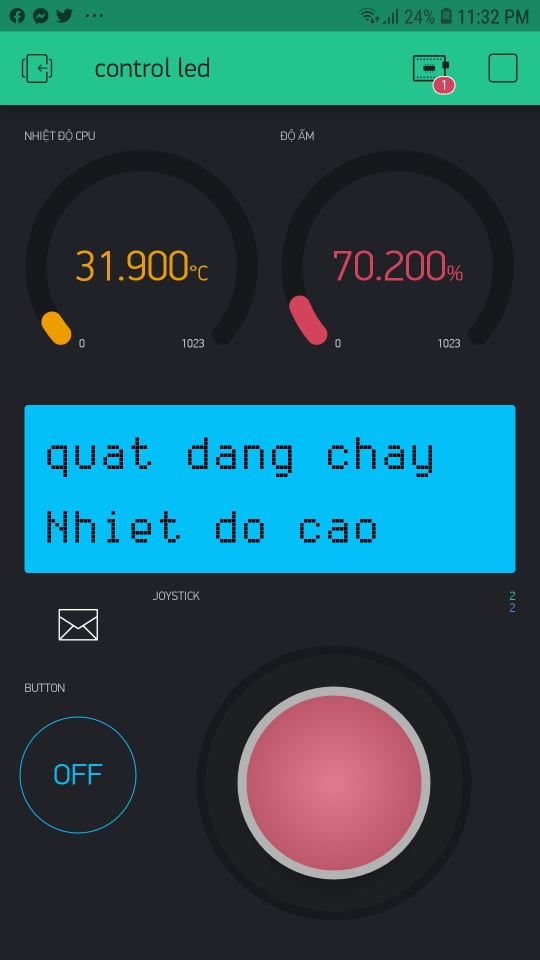 24% 11:32 PM
control led
1
NHIỆT ĐỘ CPU
ĐỘ ẨM
31.900°C
70.200%
0
1023
0
1023
quat dang chay
Nhiet do cao
JOYSTICK
2
2
BUTTON
OFF